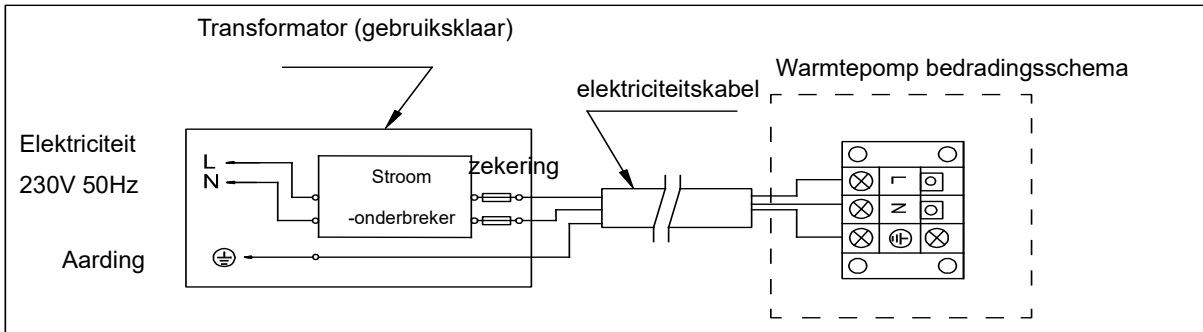 Transformator (gebruiksklaar)
Warmtepomp bedradingsschema
elektriciteitskabel
Elektriciteit
230V 50Hz
L
N
Stroom
-onderbreker
zekering
Aarding
L
N